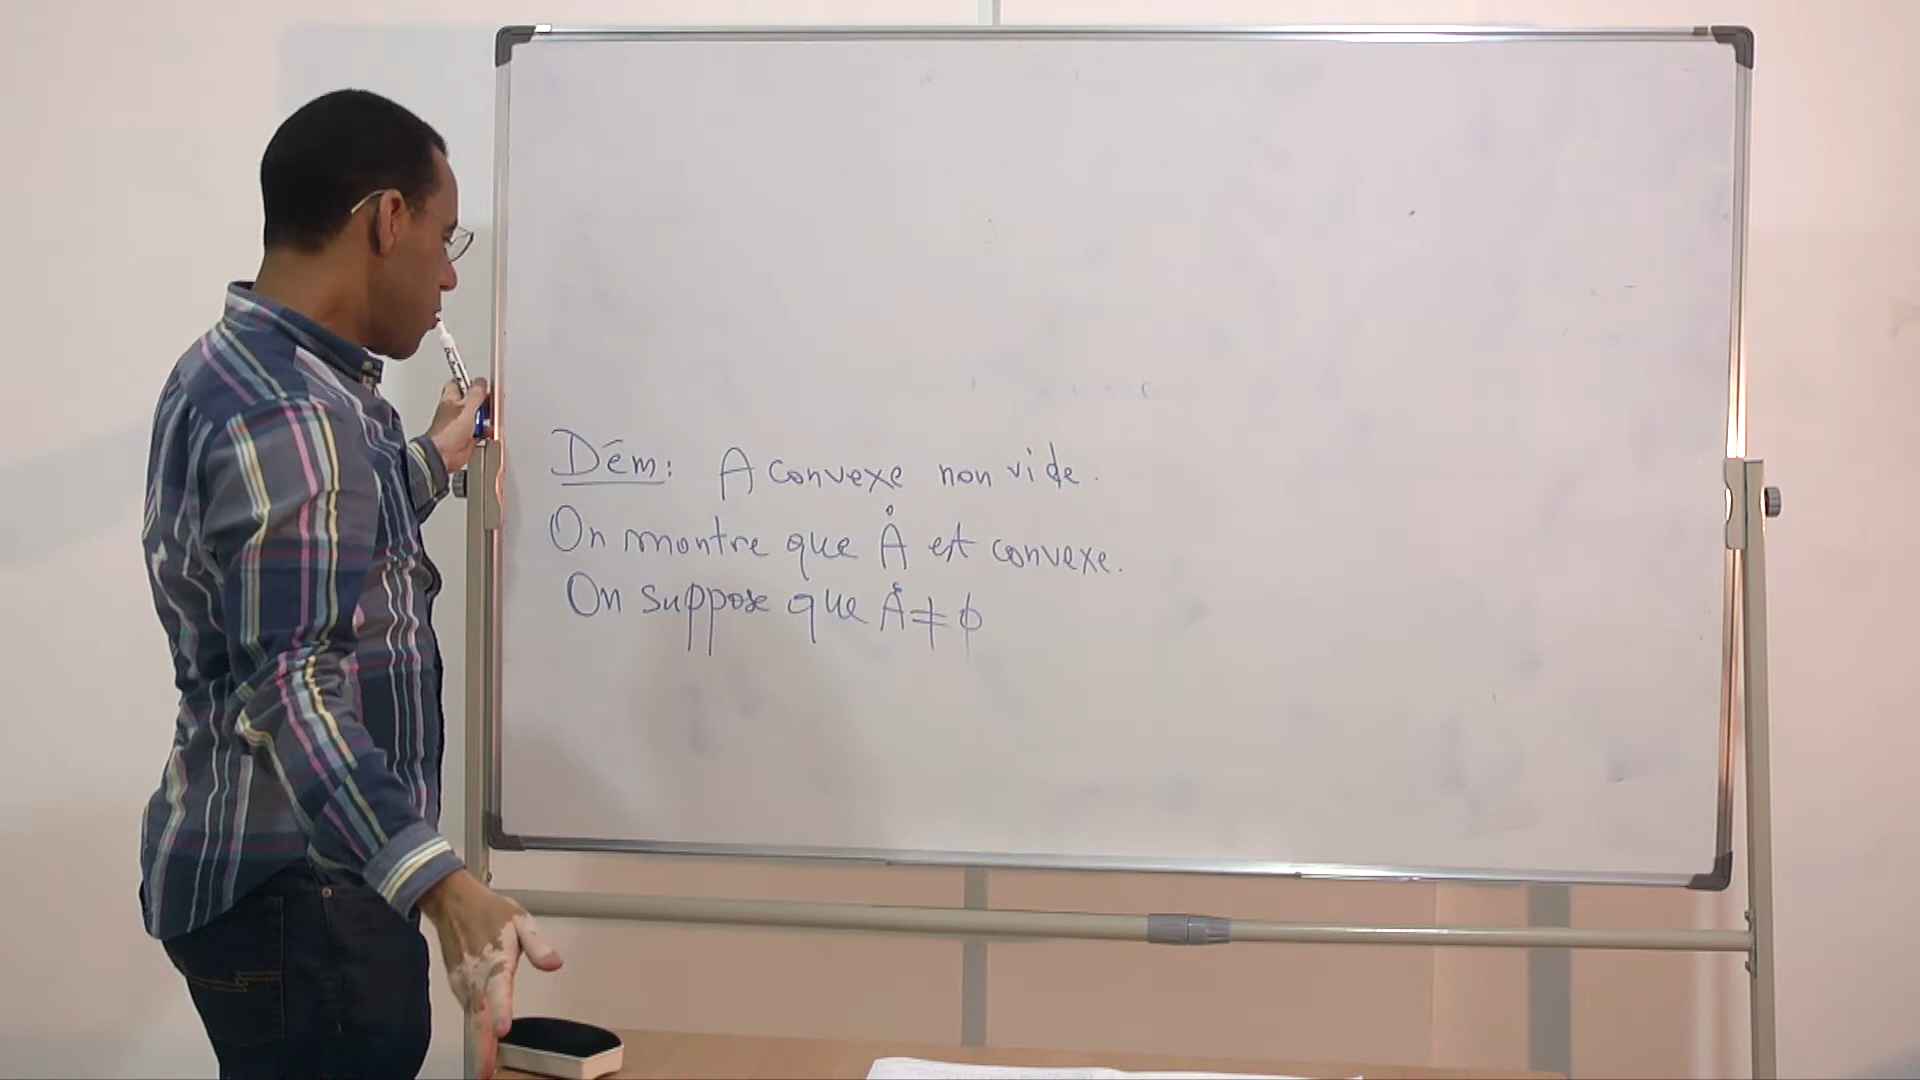 Dém: A convexe non vide.
On montre que Å est convexe.
On suppose que Å ≠ ϕ